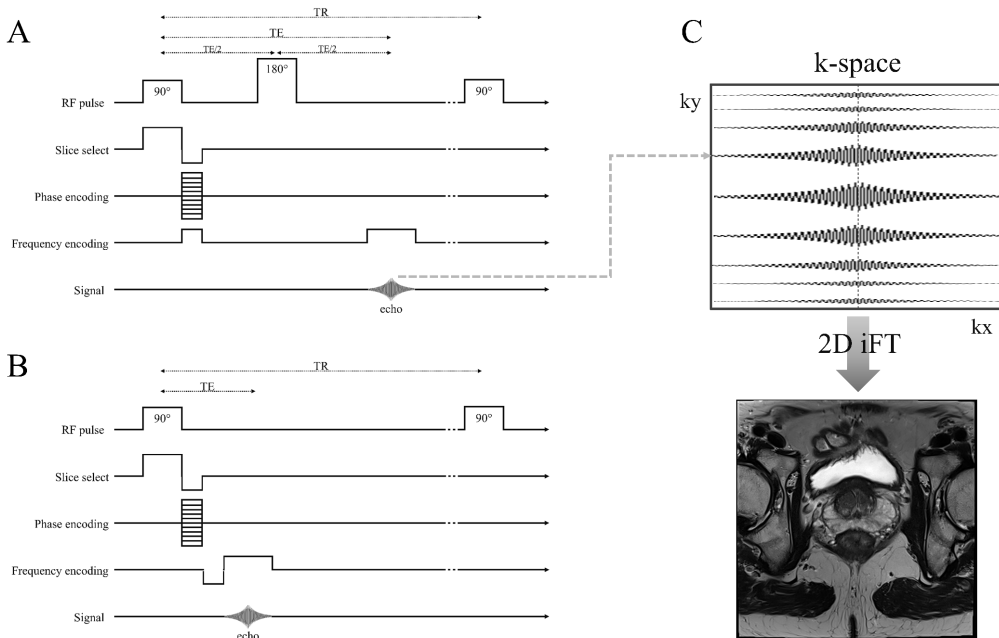 A
TR
TE
TE/2
TE/2
90°
180°
90°
RF pulse
Slice select
Phase encoding
Frequency encoding
Signal
echo
B
TR
TE
90°
90°
RF pulse
Slice select
Phase encoding
Frequency encoding
Signal
echo
C
k-space
ky
kx
2D iFT